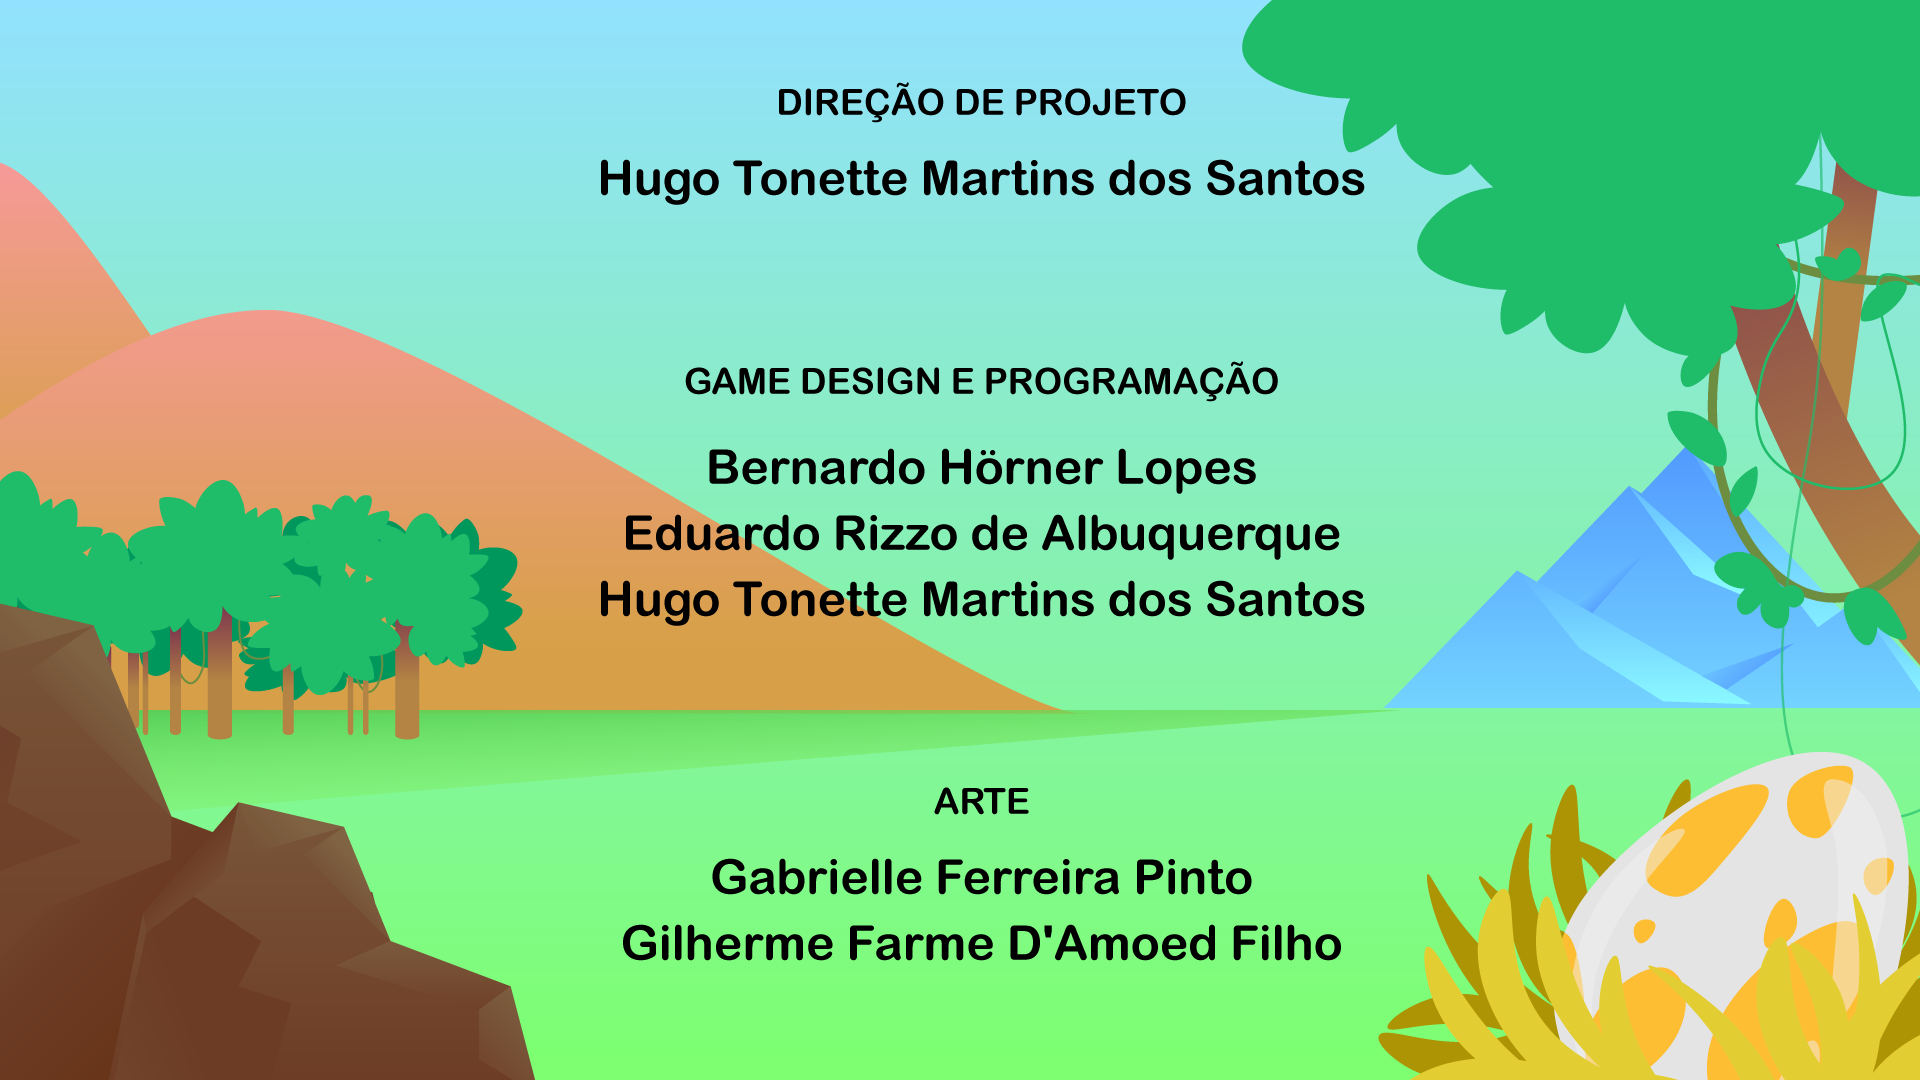 DIREÇÃO DE PROJETO
Hugo Tonette Martins dos Santos
GAME DESIGN E PROGRAMAÇÃO
Bernardo Hörner Lopes
Eduardo Rizzo de Albuquerque
Hugo Tonette Martins dos Santos
ARTE
Gabrielle Ferreira Pinto
Gilherme Farme D'Amoed Filho